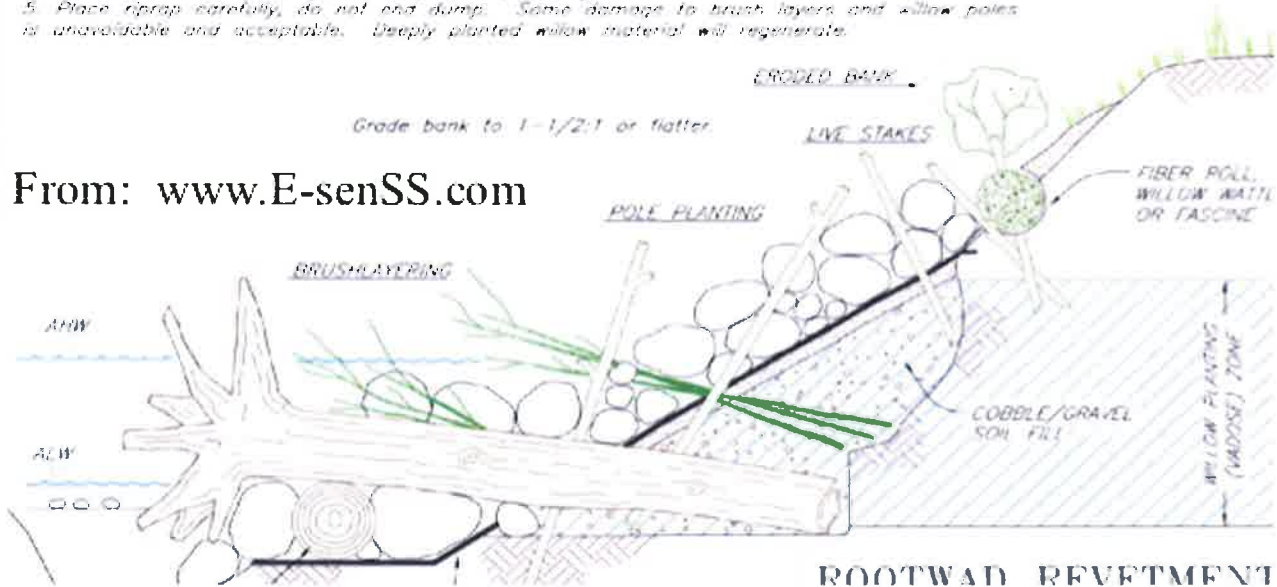 5. Place riprap carefully, do not end dump. Some damage to brush layers and willow poles
is unavoidable and acceptable. Deeply planted willow material will regenerate.
ERODED BANK
Grade bank to 1-1/2:1 or flatter.
LIVE STAKES
From: www.E-senSS.com
FIBER ROLL,
WILLOW WATTL
OR FASCINE
POLE PLANTING
BRUSHLAYERING
AHW
WILLOW PLANTING
(VADOSE) ZONE
COBBLE/GRAVEL
SOIL FILL
ALW
ROOTWAD REVETMENT